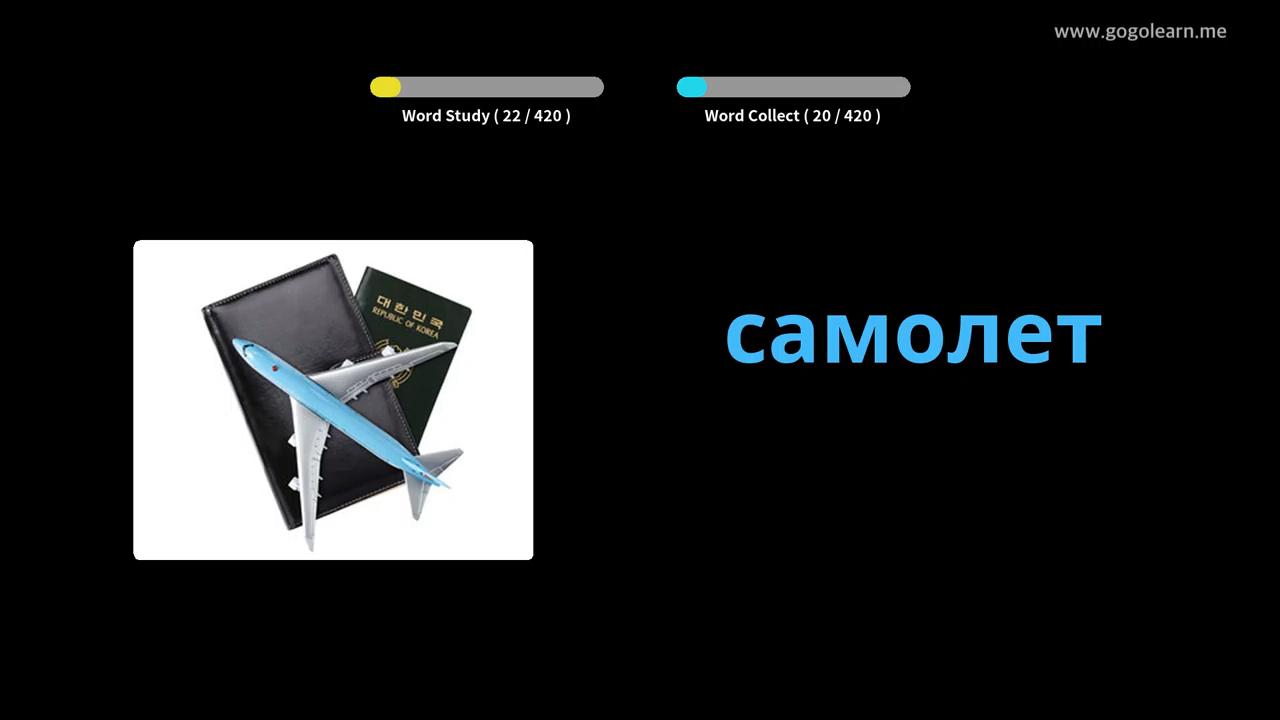 www.gogolearn.me
Word Study ( 22 / 420 )
Word Collect ( 20 / 420 )
대한민국
REPUBLIC OF KOREA
самолет